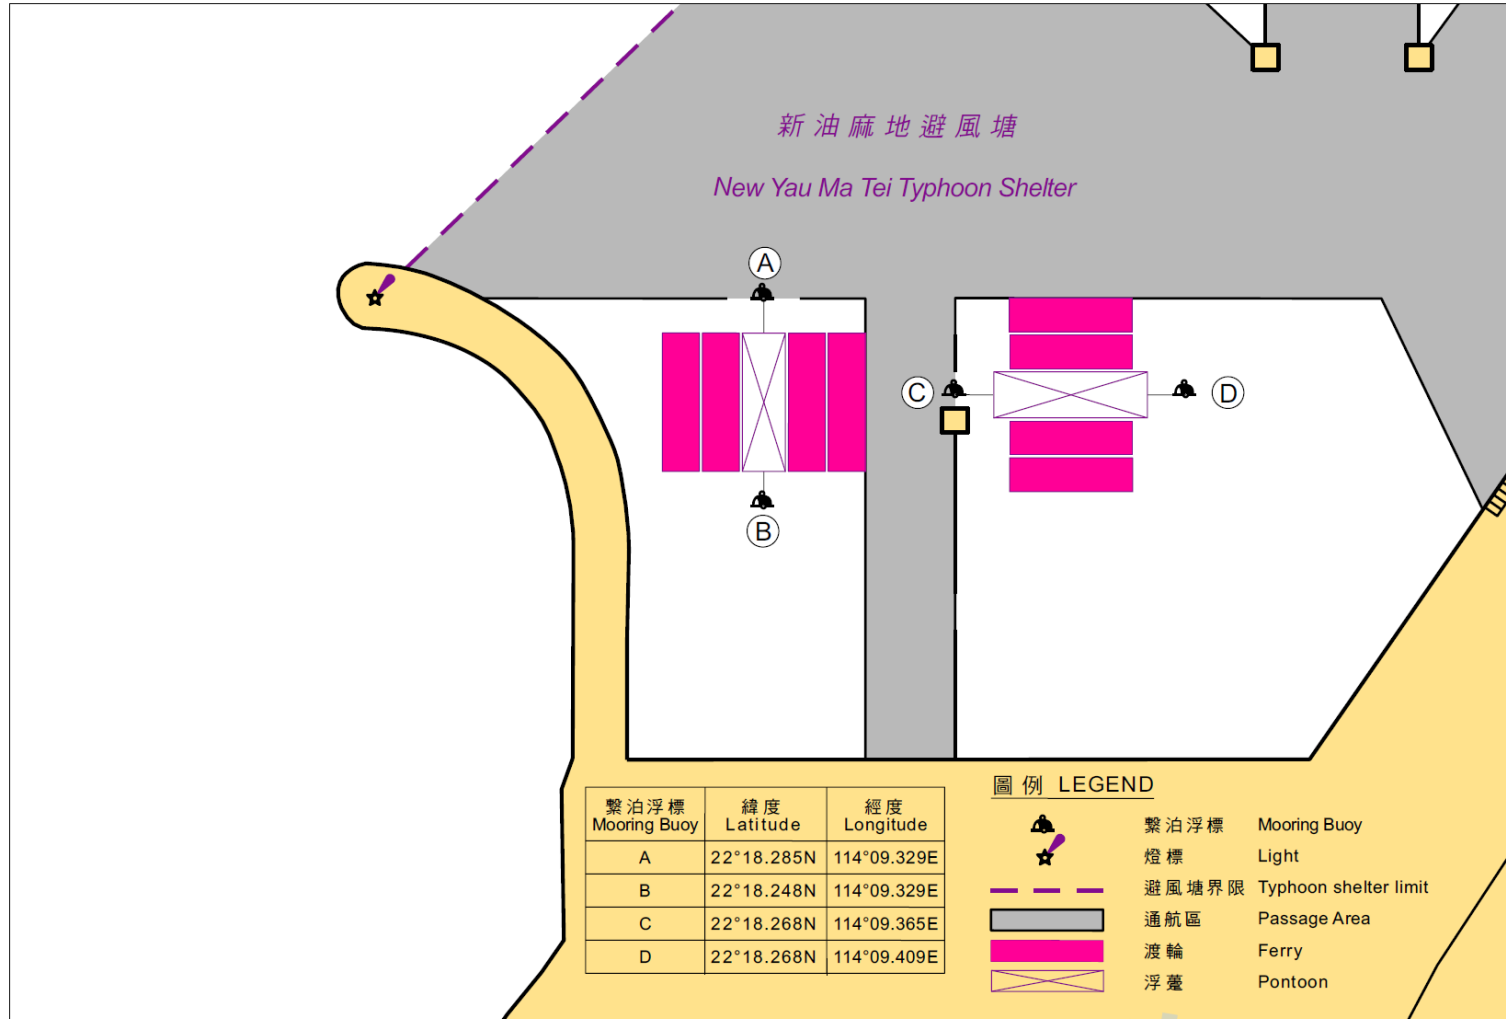 新油麻地避風塘
New Yau Ma Tei Typhoon Shelter
A
C
D
B
繫泊浮標 緯度 經度
Mooring Buoy Latitude Longitude
A 22°18.285N 114°09.329E
B 22°18.248N 114°09.329E
C 22°18.268N 114°09.365E
D 22°18.268N 114°09.409E
圖例 LEGEND
繫泊浮標 Mooring Buoy
燈標 Light
避風塘界限 Typhoon shelter limit
通航區 Passage Area
渡輪 Ferry
浮躉 Pontoon